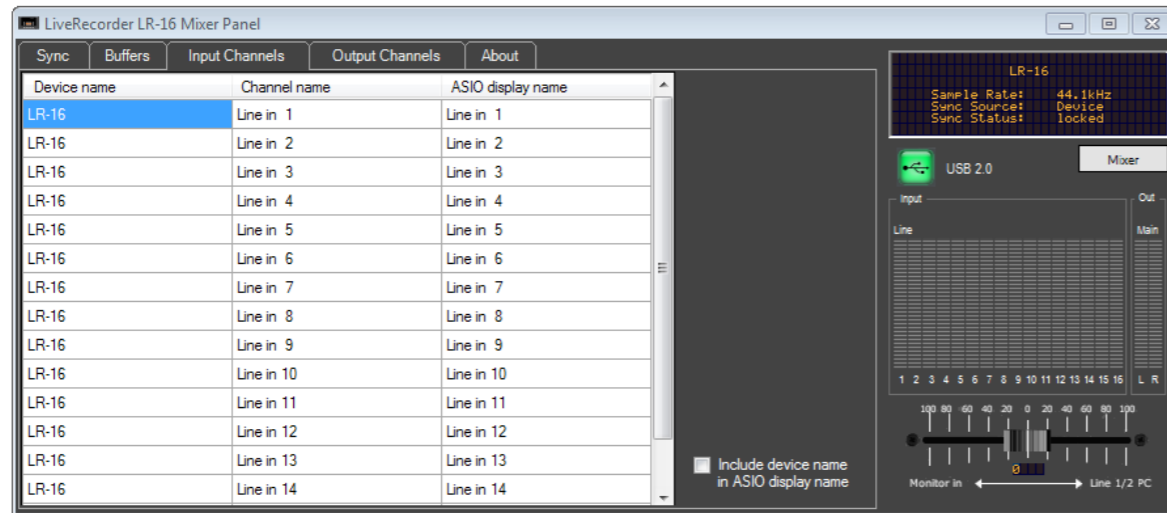 LiveRecorder LR-16 Mixer Panel
Sync Buffers Input Channels Output Channels About
Device name Channel name ASIO display name
LR-16 Line in 1 Line in 1
LR-16 Line in 2 Line in 2
LR-16 Line in 3 Line in 3
LR-16 Line in 4 Line in 4
LR-16 Line in 5 Line in 5
LR-16 Line in 6 Line in 6
LR-16 Line in 7 Line in 7
LR-16 Line in 8 Line in 8
LR-16 Line in 9 Line in 9
LR-16 Line in 10 Line in 10
LR-16 Line in 11 Line in 11
LR-16 Line in 12 Line in 12
LR-16 Line in 13 Line in 13
LR-16 Line in 14 Line in 14
Include device name
in ASIO display name
LR-16
Sample Rate: 44.1kHz
Sync Source: Device
Sync Status: locked
USB 2.0
Mixer
Input Out
Line Main
1 2 3 4 5 6 7 8 9 10 11 12 13 14 15 16 L R
100 80 60 40 20 0 20 40 60 80 100
0
Monitor in Line 1/2 PC